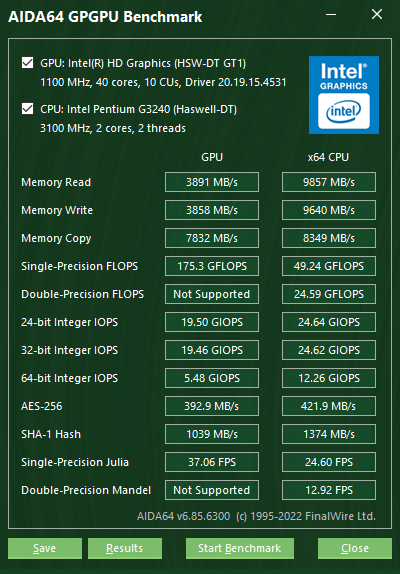 AIDA64 GPGPU Benchmark
GPU: Intel(R) HD Graphics (HSW-DT GT1)
1100 MHz, 40 cores, 10 CUs, Driver 20.19.15.4531
CPU: Intel Pentium G3240 (Haswell-DT)
3100 MHz, 2 cores, 2 threads
Intel®
GRAPHICS
intel
GPU x64 CPU
Memory Read 3891 MB/s 9857 MB/s
Memory Write 3858 MB/s 9640 MB/s
Memory Copy 7832 MB/s 8349 MB/s
Single-Precision FLOPS 175.3 GFLOPS 49.24 GFLOPS
Double-Precision FLOPS Not Supported 24.59 GFLOPS
24-bit Integer IOPS 19.50 GIOPS 24.64 GIOPS
32-bit Integer IOPS 19.46 GIOPS 24.62 GIOPS
64-bit Integer IOPS 5.48 GIOPS 12.26 GIOPS
AES-256 392.9 MB/s 421.9 MB/s
SHA-1 Hash 1039 MB/s 1374 MB/s
Single-Precision Julia 37.06 FPS 24.60 FPS
Double-Precision Mandel Not Supported 12.92 FPS
AIDA64 v6.85.6300 (c) 1995-2022 FinalWire Ltd.
Save Results Start Benchmark Close